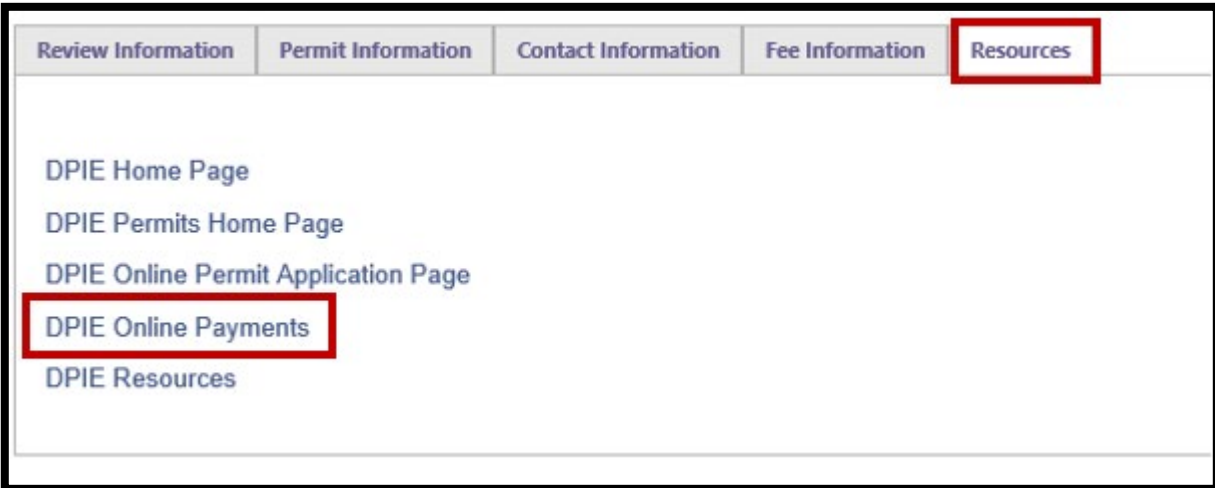 Review Information Permit Information Contact Information Fee Information Resources
DPIE Home Page
DPIE Permits Home Page
DPIE Online Permit Application Page
DPIE Online Payments
DPIE Resources